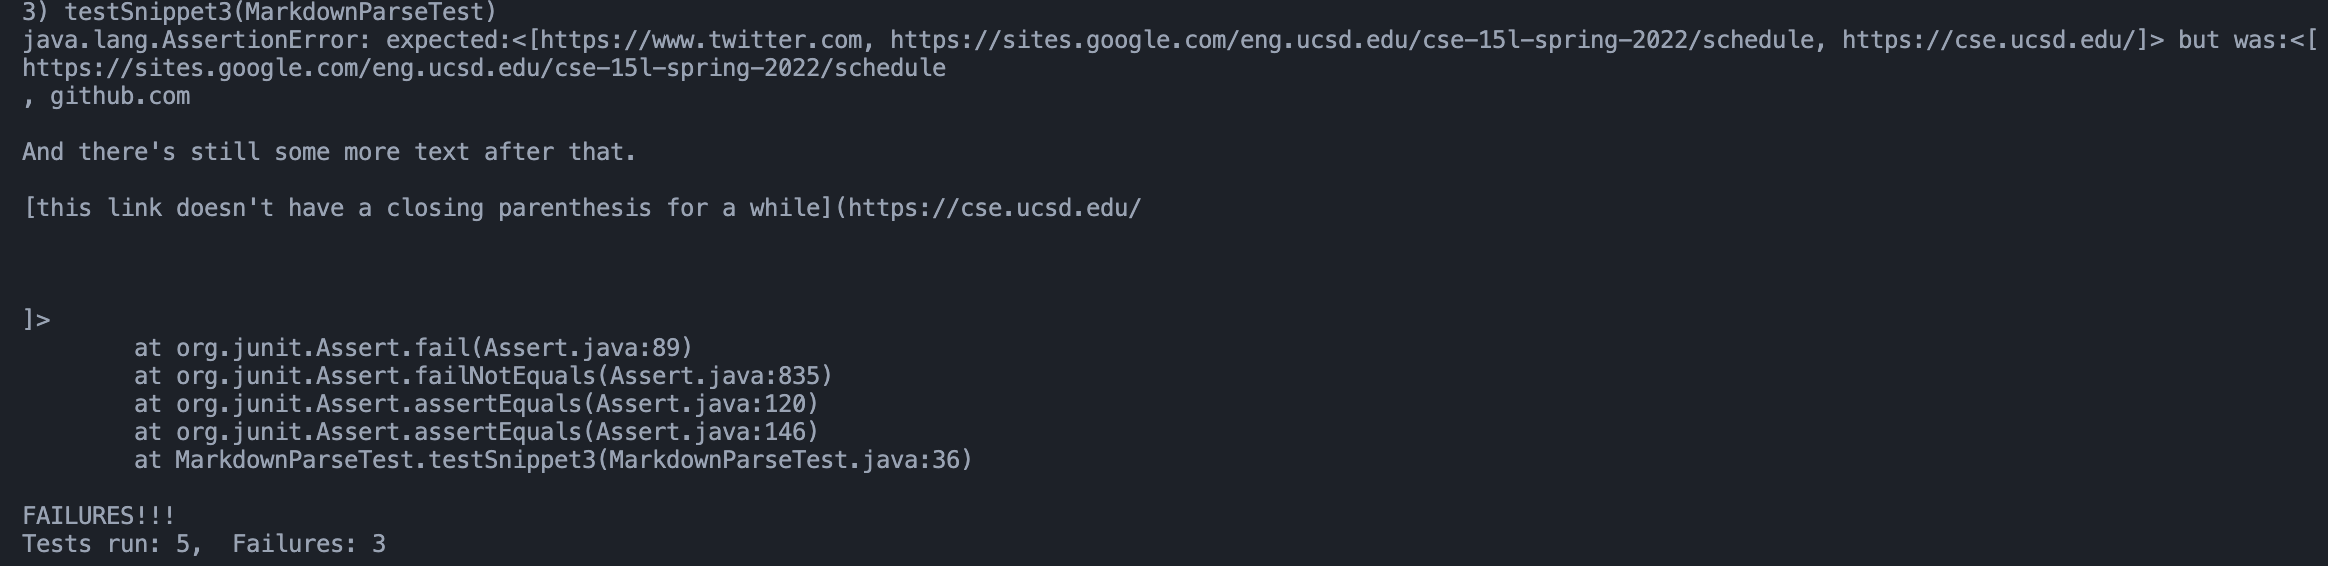 3) testSnippet3(MarkdownParseTest)
java.lang.AssertionError: expected:<[https://www.twitter.com, https://sites.google.com/eng.ucsd.edu/cse-15l-spring-2022/schedule, https://cse.ucsd.edu/]> but was:<[
https://sites.google.com/eng.ucsd.edu/cse-15l-spring-2022/schedule
, github.com
And there's still some more text after that.
[this link doesn't have a closing parenthesis for a while](https://cse.ucsd.edu/
]>
at org.junit.Assert.fail(Assert.java:89)
at org.junit.Assert.failNotEquals(Assert.java:835)
at org.junit.Assert.assertEquals(Assert.java:120)
at org.junit.Assert.assertEquals(Assert.java:146)
at MarkdownParseTest.testSnippet3(MarkdownParseTest.java:36)
FAILURES!!!
Tests run: 5,  Failures: 3